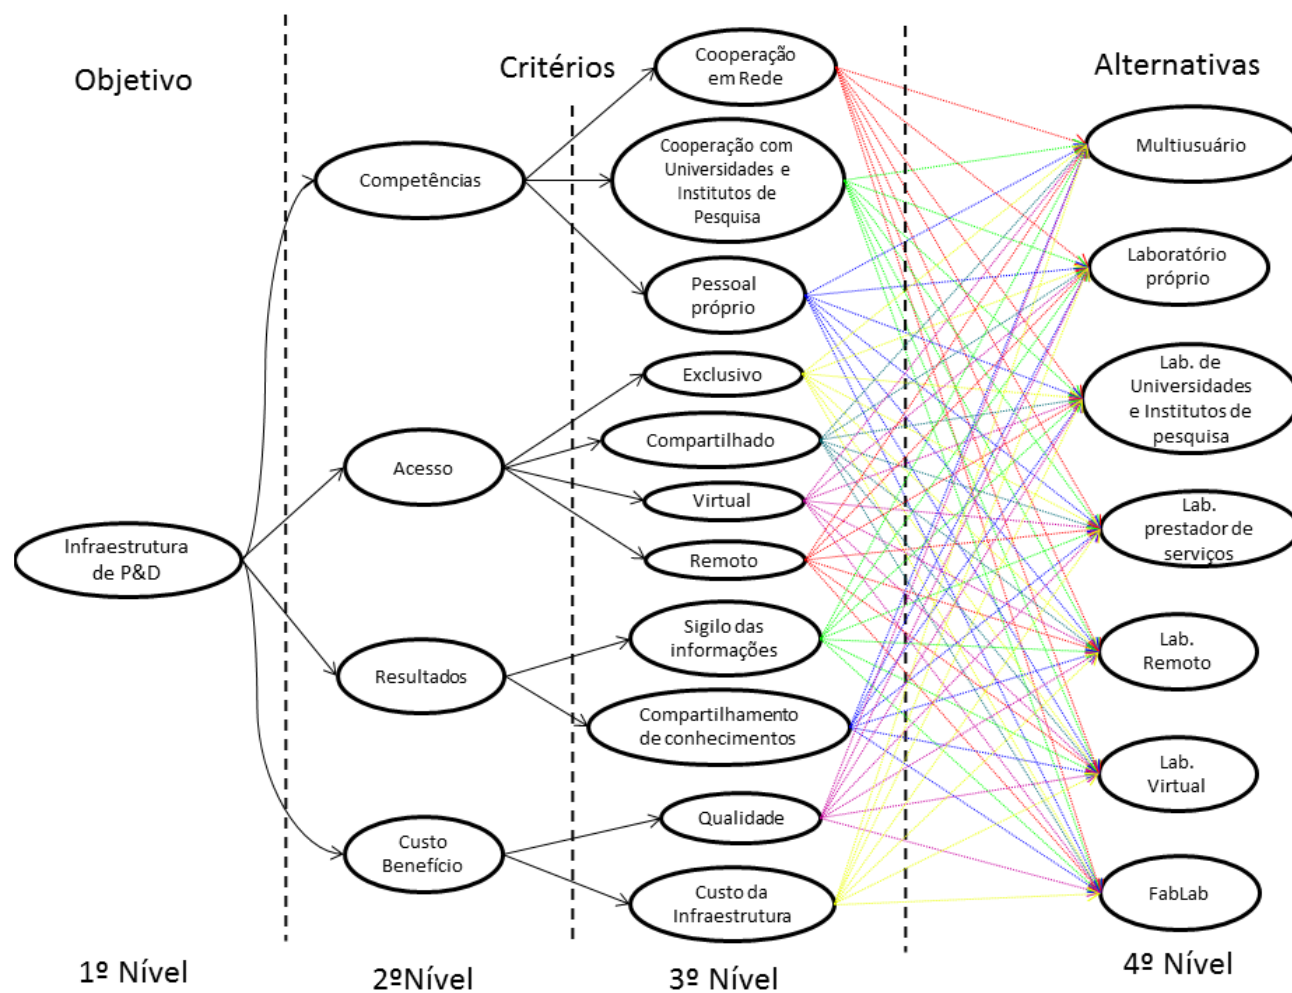 Objetivo
Critérios
Alternativas
Infraestrutura
de P&D
Competências
Acesso
Resultados
Custo
Benefício
Cooperação
em Rede
Cooperação com
Universidades e
Institutos de
Pesquisa
Pessoal
próprio
Exclusivo
Compartilhado
Virtual
Remoto
Sigilo das
informações
Compartilhamento
de conhecimentos
Qualidade
Custo da
Infraestrutura
Multiusuário
Laboratório
próprio
Lab. de
Universidades
e Institutos de
pesquisa
Lab.
prestador de
serviços
Lab.
Remoto
Lab.
Virtual
FabLab
1º Nível
2ºNível
3º Nível
4º Nível